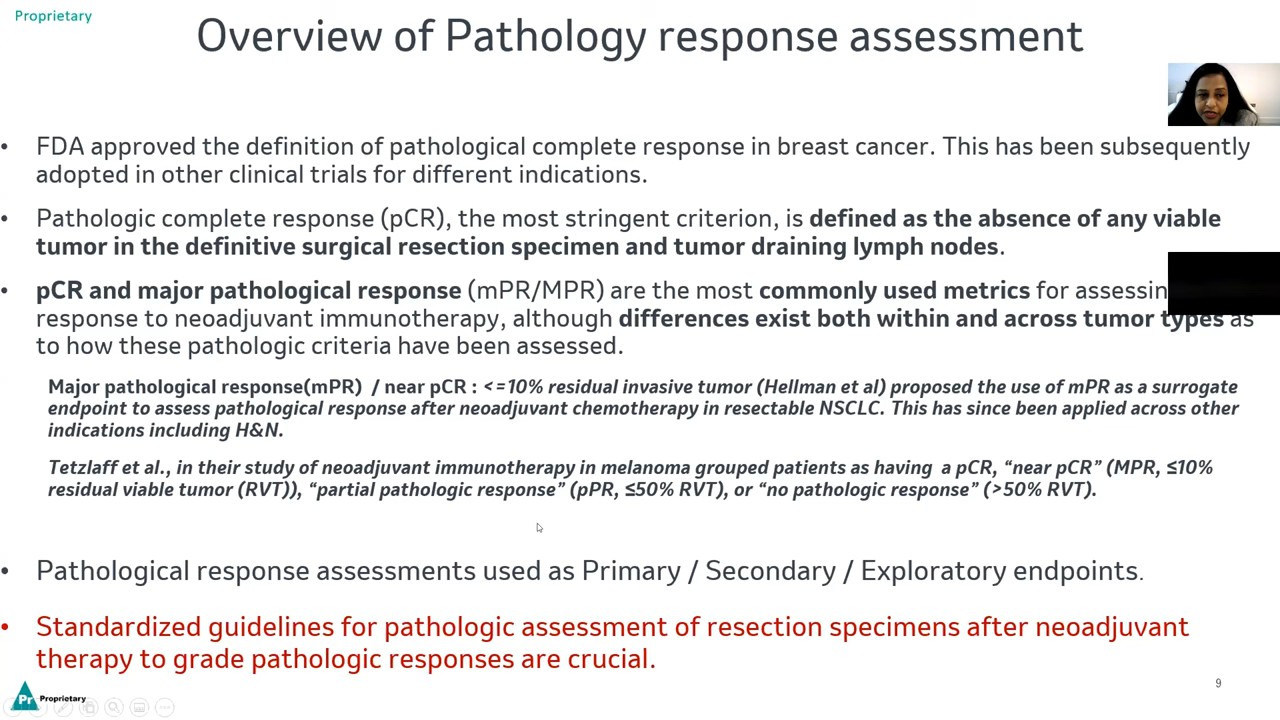 Proprietary
Overview of Pathology response assessment
• FDA approved the definition of pathological complete response in breast cancer. This has been subsequently
adopted in other clinical trials for different indications.
• Pathologic complete response (pCR), the most stringent criterion, is defined as the absence of any viable
tumor in the definitive surgical resection specimen and tumor draining lymph nodes.
• pCR and major pathological response (mPR/MPR) are the most commonly used metrics for assessin
response to neoadjuvant immunotherapy, although differences exist both within and across tumor types as
to how these pathologic criteria have been assessed.
Major pathological response(mPR) / near pCR : <=10% residual invasive tumor (Hellman et al) proposed the use of mPR as a surrogate
endpoint to assess pathological response after neoadjuvant chemotherapy in resectable NSCLC. This has since been applied across other
indications including H&N.
Tetzlaff et al., in their study of neoadjuvant immunotherapy in melanoma grouped patients as having a pCR, “near pCR” (MPR, ≤10%
residual viable tumor (RVT)), “partial pathologic response” (pPR, ≤50% RVT), or “no pathologic response” (>50% RVT).
• Pathological response assessments used as Primary / Secondary / Exploratory endpoints.
• Standardized guidelines for pathologic assessment of resection specimens after neoadjuvant
therapy to grade pathologic responses are crucial.
9
Pr Proprietary